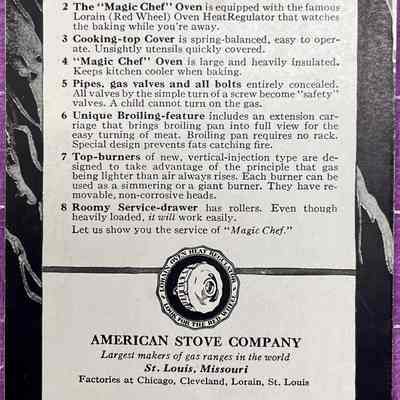 2 The "Magic Chef" Oven is equipped with the famous
Lorain (Red Wheel) Oven HeatRegulator that watches
the baking while you're away.
3 Cooking-top Cover is spring-balanced, easy to oper-
ate. Unsightly utensils quickly covered.
4 "Magic Chef" Oven is large and heavily insulated.
Keeps kitchen cooler when baking.
5 Pipes, gas valves and all bolts entirely concealed.
All valves by the simple turn of a screw become "safety"
valves. A child cannot turn on the gas.
6 Unique Broiling-feature includes an extension car-
riage that brings broiling pan into full view for the
easy turning of meat. Broiling pan requires no rack.
Special design prevents fats catching fire.
7 Top-burners of new, vertical-injection type are de-
signed to take advantage of the principle that gas
being lighter than air always rises. Each burner can be
used as a simmering or a giant burner. They have re-
movable, non-corrosive heads.
8 Roomy Service-drawer has rollers. Even though
heavily loaded, it will work easily.
Let us show you the service of "Magic Chef."
LORAIN OVEN HEAT REGULATOR
LOOK FOR THE RED WHEEL
AMERICAN STOVE COMPANY
Largest makers of gas ranges in the world
St. Louis, Missouri
Factories at Chicago, Cleveland, Lorain, St. Louis